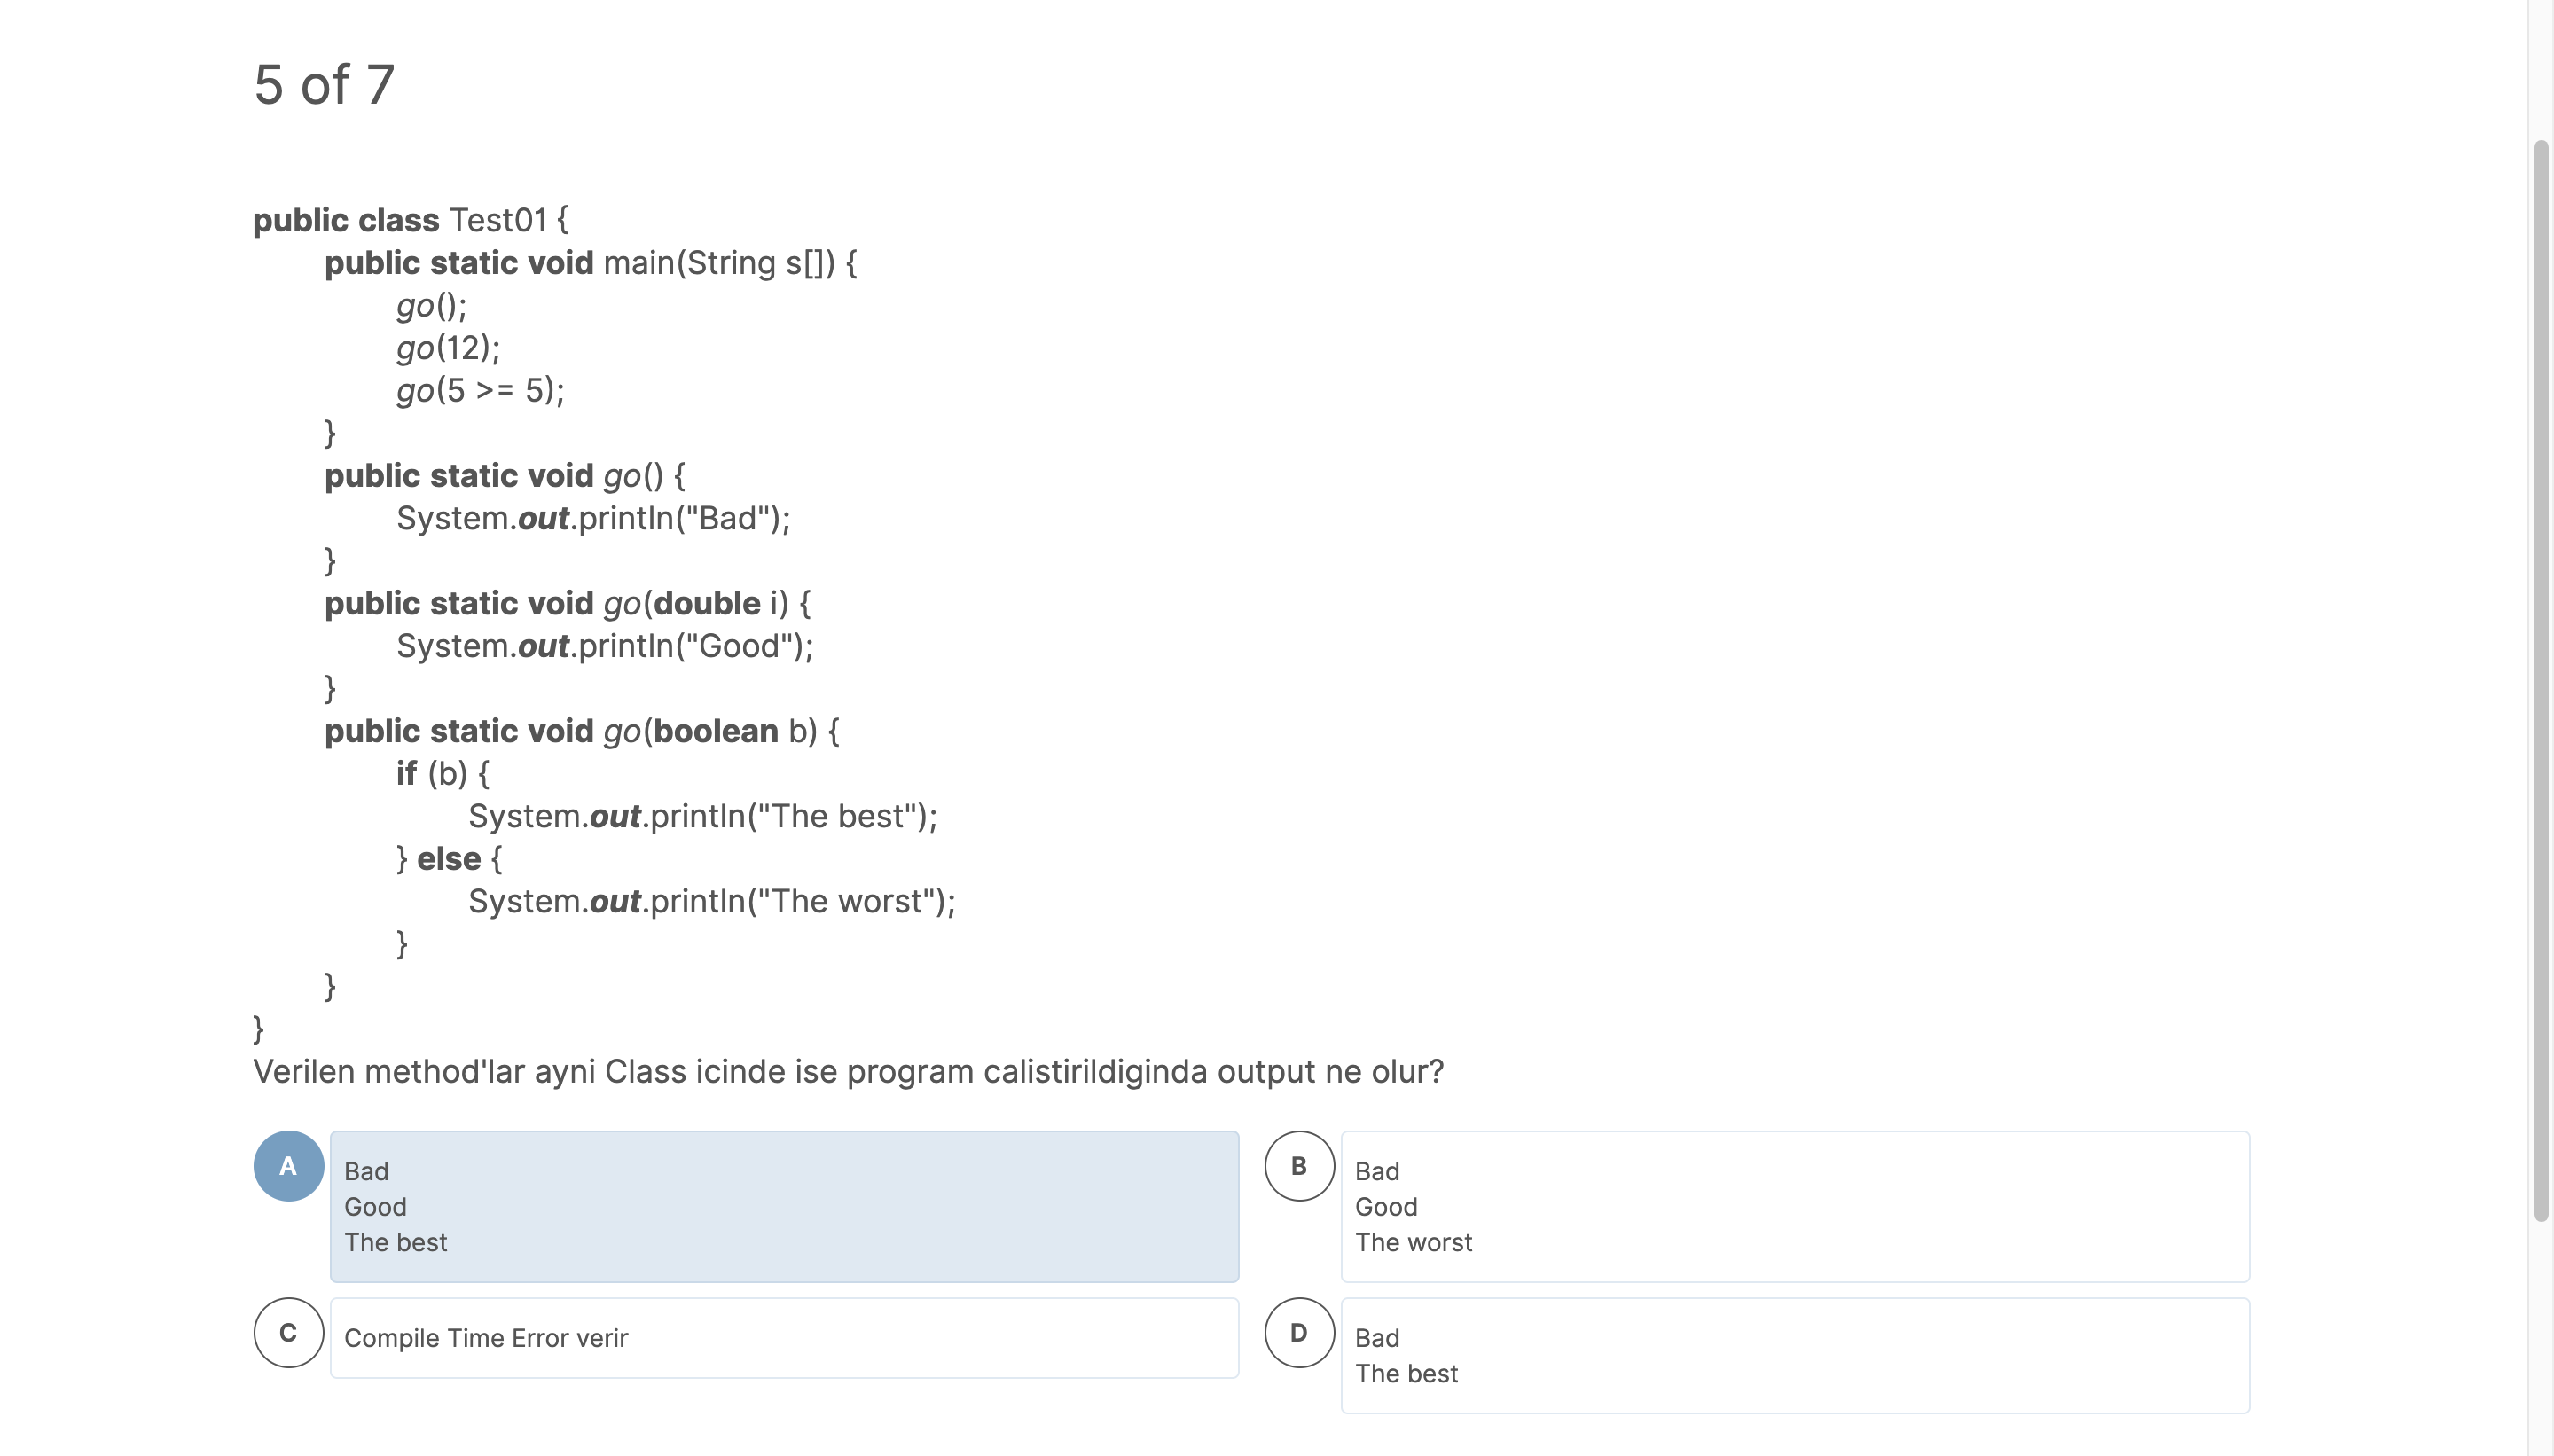 5 of 7
public class Test01 {
public static void main(String s[]) {
go();
go(12);
go(5 >= 5);
}
public static void go() {
System.out.println("Bad");
}
public static void go(double i) {
System.out.println("Good");
}
public static void go(boolean b) {
if (b) {
System.out.println("The best");
} else {
System.out.println("The worst");
}
}
}
Verilen method'lar ayni Class icinde ise program calistirildiginda output ne olur?
A
Bad
Good
The best
B
Bad
Good
The worst
C
Compile Time Error verir
D
Bad
The best